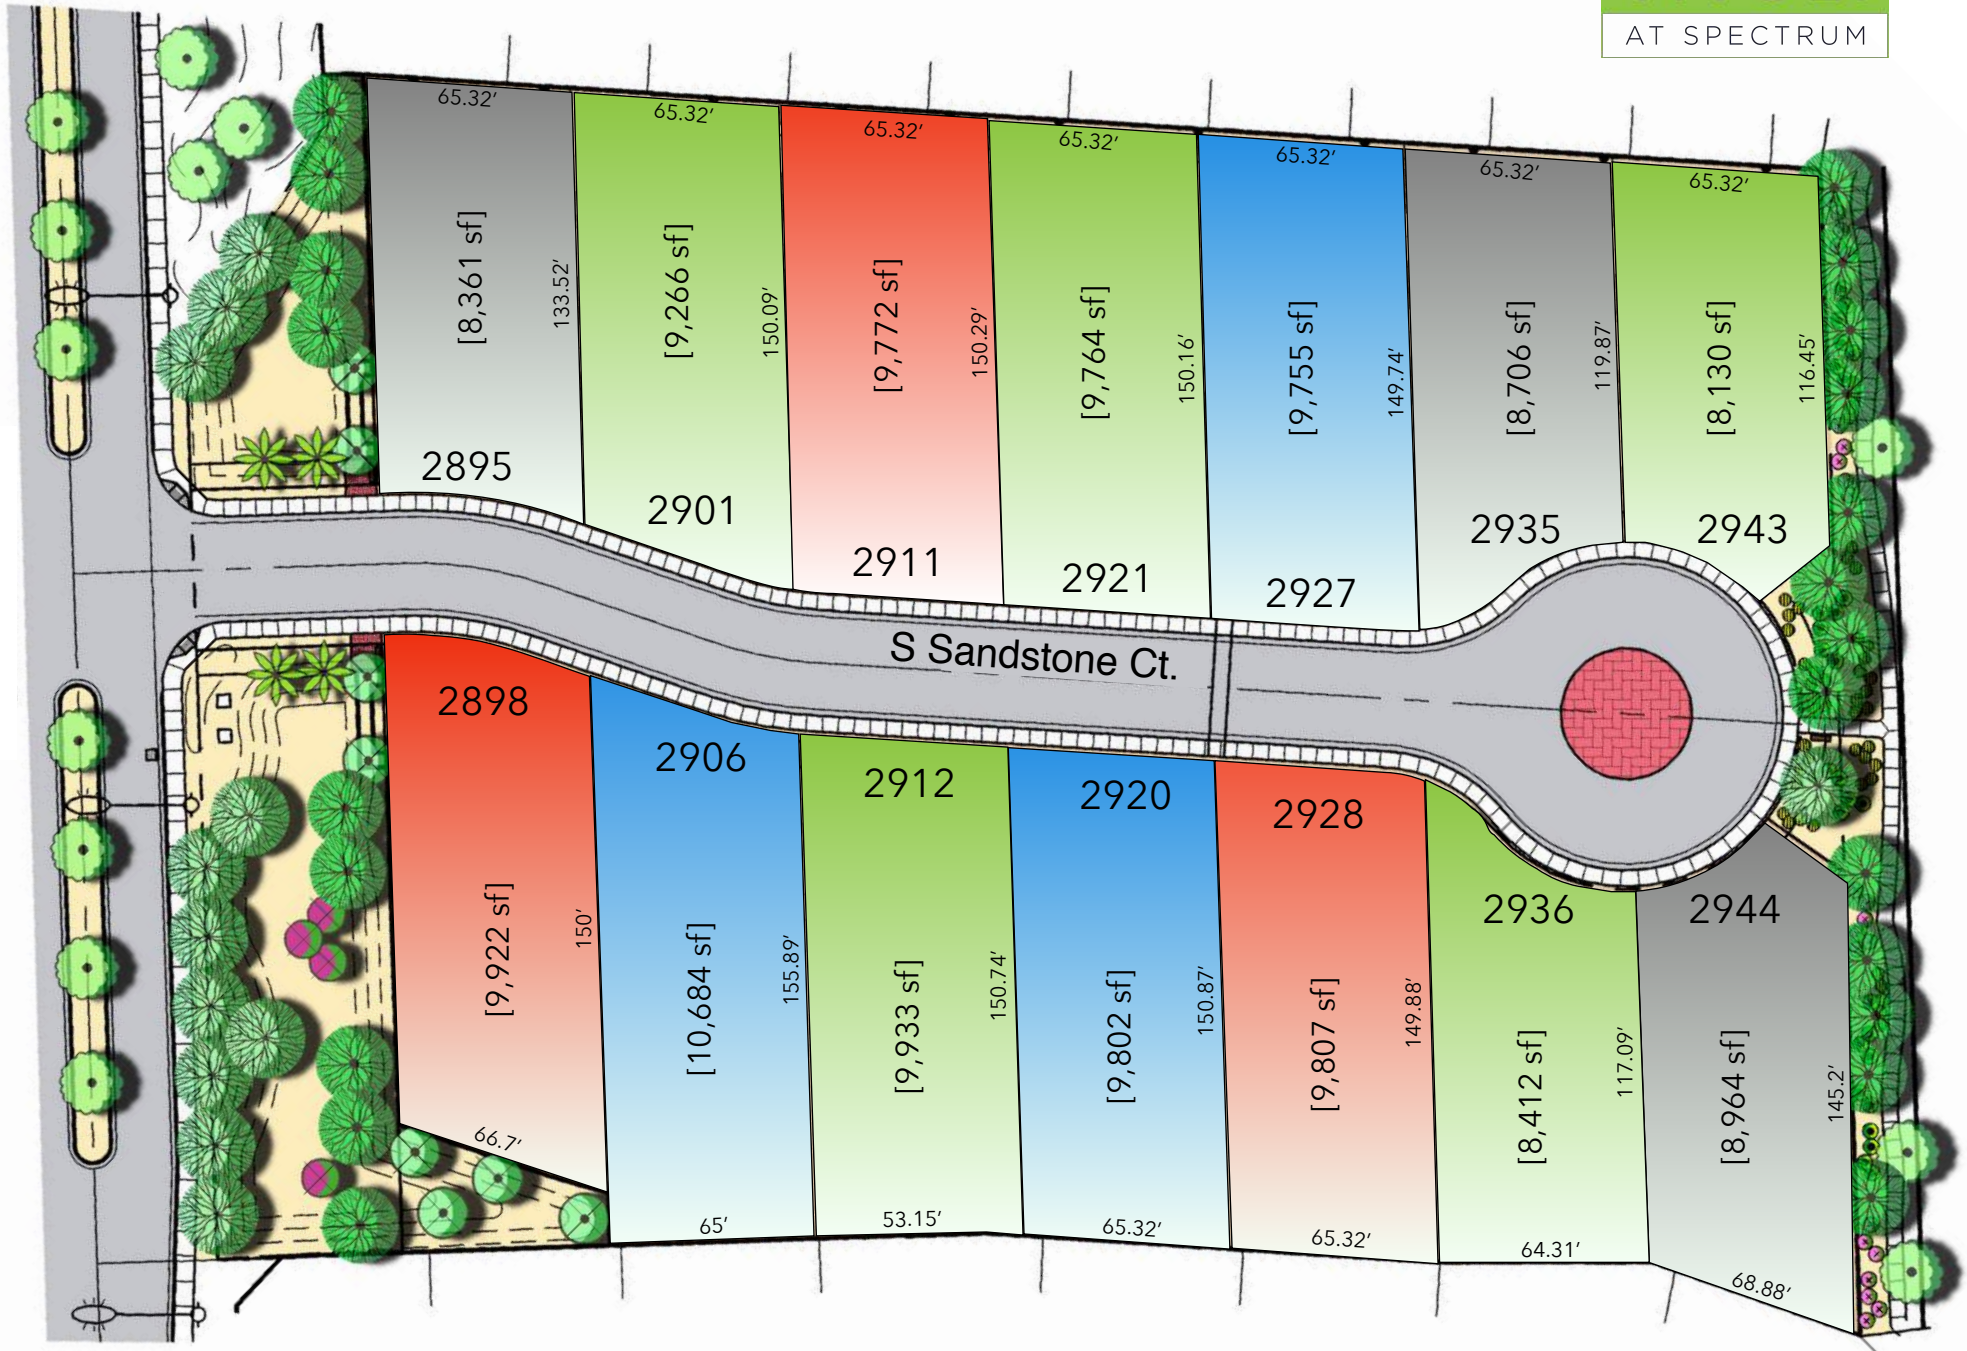 AT SPECTRUM
65.32’
65.32’
65.32’
65.32’
65.32’
65.32’
65.32’
[8,361 sf]
133.52’
[9,266 sf]
150.09’
[9,772 sf]
150.29’
[9,764 sf]
150.16’
[9,755 sf]
149.74’
[8,706 sf]
119.87’
[8,130 sf]
116.45’
2895
2901
2911
2921
2927
2935
2943
S Sandstone Ct.
2898
2906
2912
2920
2928
2936
2944
[9,922 sf]
150’
[10,684 sf]
155.89’
[9,933 sf]
150.74’
[9,802 sf]
150.87’
[9,807 sf]
149.88’
[8,412 sf]
117.09’
[8,964 sf]
145.2’
66.7’
65’
53.15’
65.32’
65.32’
64.31’
68.88’